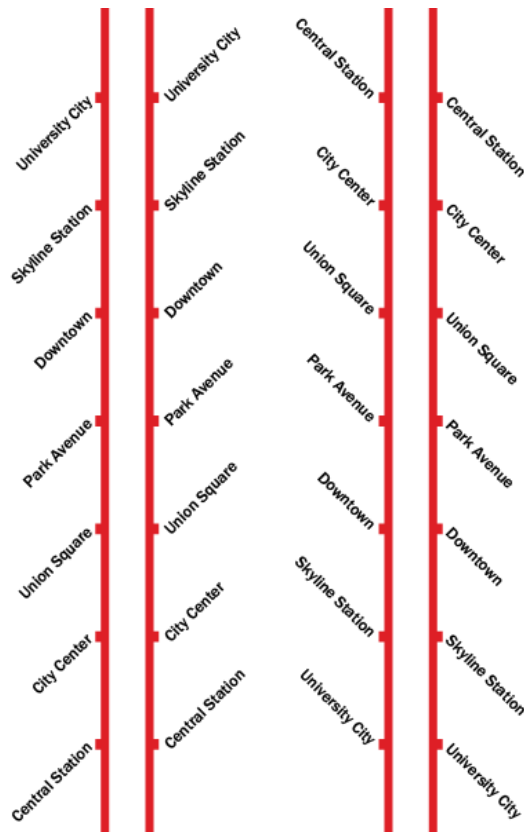 University City
Skyline Station
Downtown
Park Avenue
Union Square
City Center
Central Station
University City
Skyline Station
Downtown
Park Avenue
Union Square
City Center
Central Station
Central Station
City Center
Union Square
Park Avenue
Downtown
Skyline Station
University City
Central Station
City Center
Union Square
Park Avenue
Downtown
Skyline Station
University City